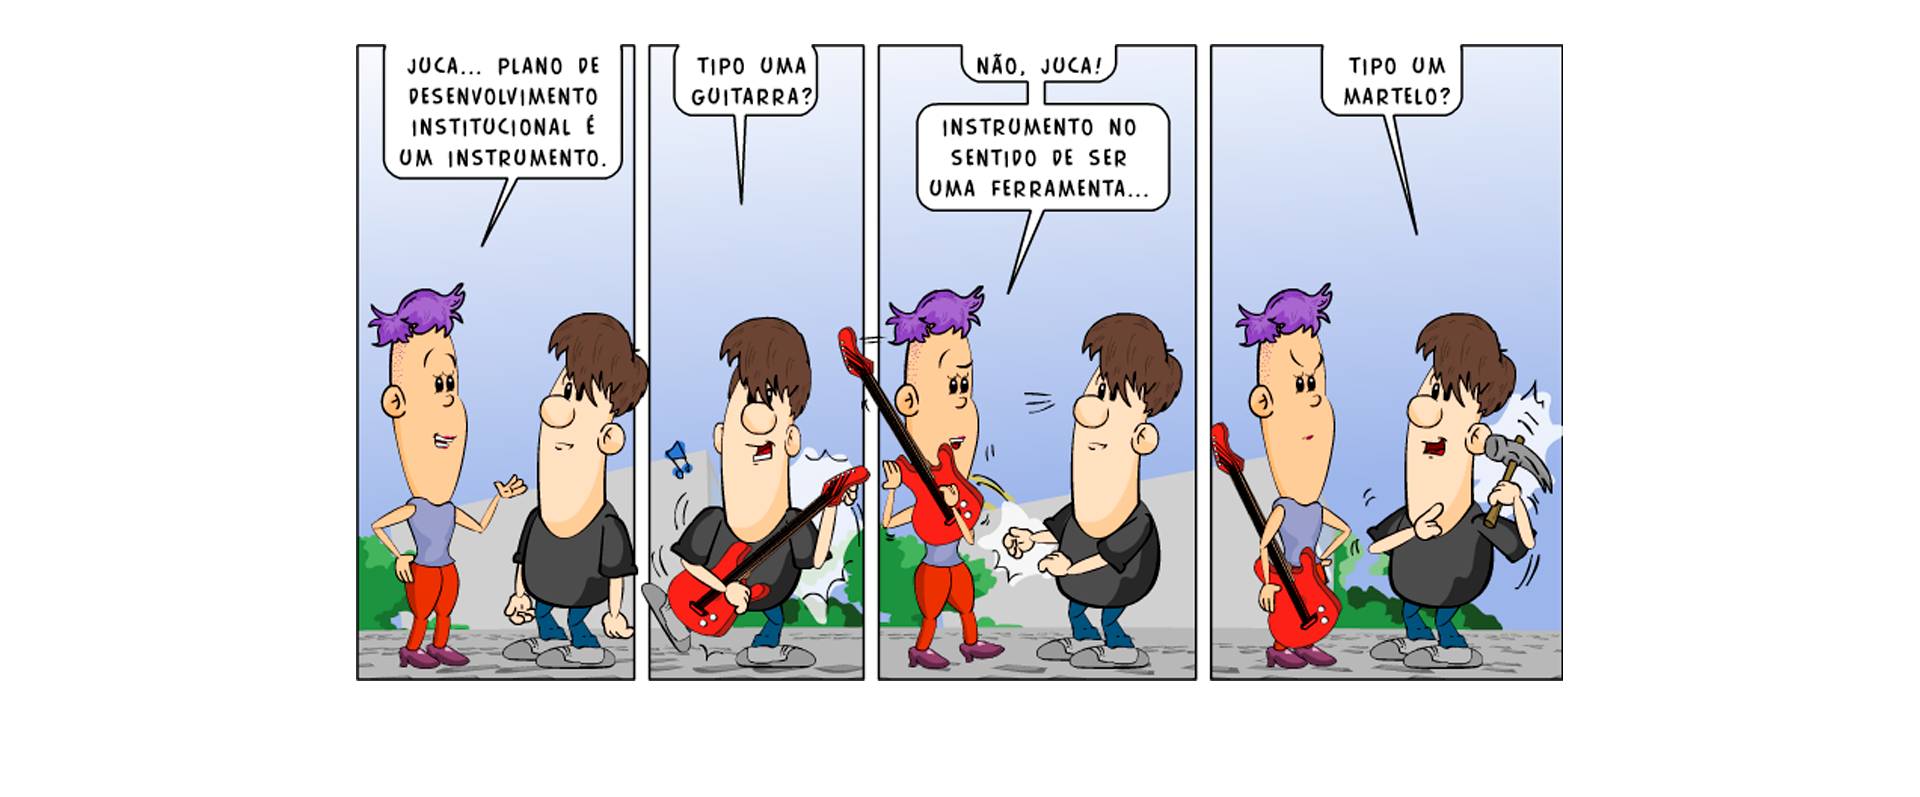 JUCA... PLANO DE
DESENVOLVIMENTO
INSTITUCIONAL É
UM INSTRUMENTO.
TIPO UMA
GUITARRA?
NÃO, JUCA!
INSTRUMENTO NO
SENTIDO DE SER
UMA FERRAMENTA...
TIPO UM
MARTELO?